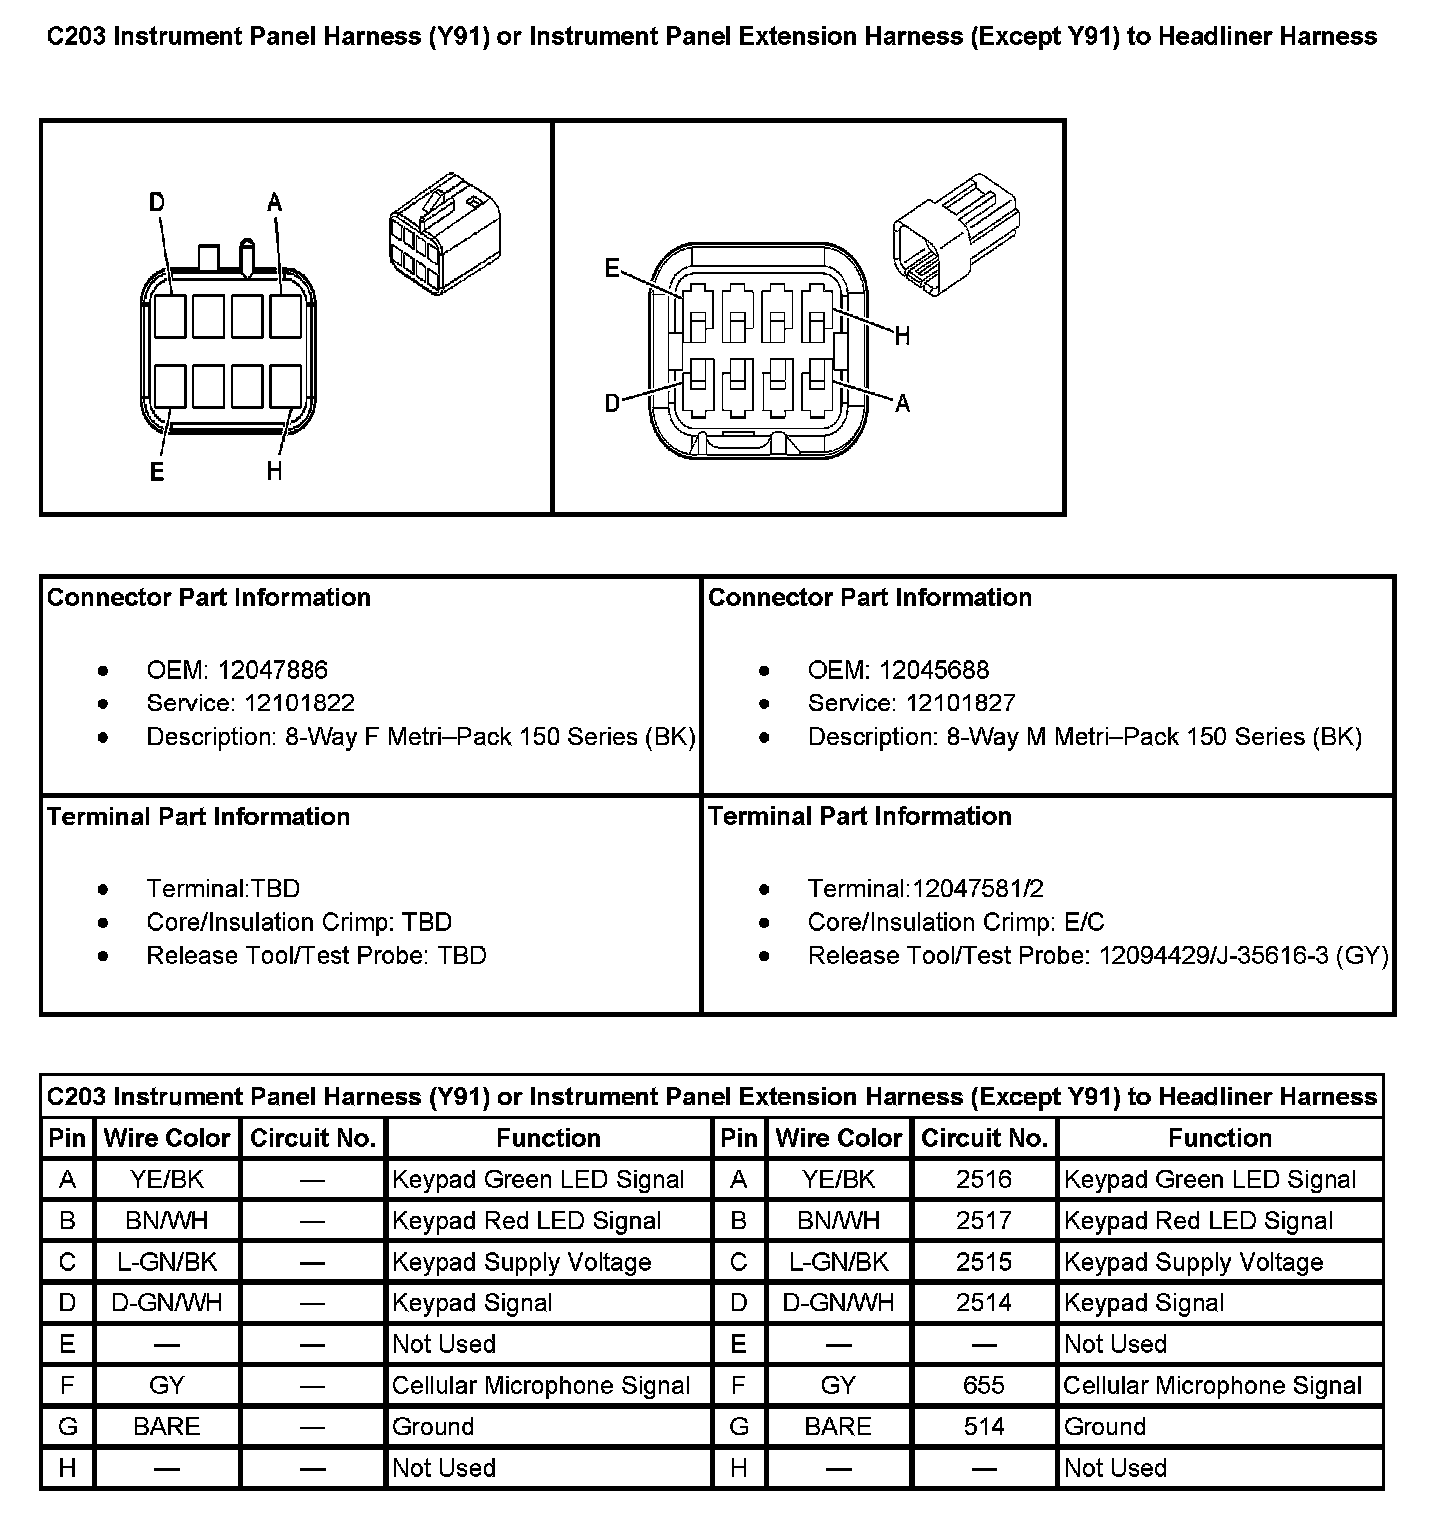 C203 Instrument Panel Harness (Y91) or Instrument Panel Extension Harness (Except Y91) to Headliner Harness
D A
E H
E
H
D A
Connector Part Information
• OEM: 12047886
• Service: 12101822
• Description: 8-Way F Metri–Pack 150 Series (BK)
Connector Part Information
• OEM: 12045688
• Service: 12101827
• Description: 8-Way M Metri–Pack 150 Series (BK)
Terminal Part Information
• Terminal:TBD
• Core/Insulation Crimp: TBD
• Release Tool/Test Probe: TBD
Terminal Part Information
• Terminal:12047581/2
• Core/Insulation Crimp: E/C
• Release Tool/Test Probe: 12094429/J-35616-3 (GY)
C203 Instrument Panel Harness (Y91) or Instrument Panel Extension Harness (Except Y91) to Headliner Harness
Pin Wire Color Circuit No. Function Pin Wire Color Circuit No. Function
A YE/BK — Keypad Green LED Signal A YE/BK 2516 Keypad Green LED Signal
B BN/WH — Keypad Red LED Signal B BN/WH 2517 Keypad Red LED Signal
C L-GN/BK — Keypad Supply Voltage C L-GN/BK 2515 Keypad Supply Voltage
D D-GN/WH — Keypad Signal D D-GN/WH 2514 Keypad Signal
E — — Not Used E — — Not Used
F GY — Cellular Microphone Signal F GY 655 Cellular Microphone Signal
G BARE — Ground G BARE 514 Ground
H — — Not Used H — — Not Used